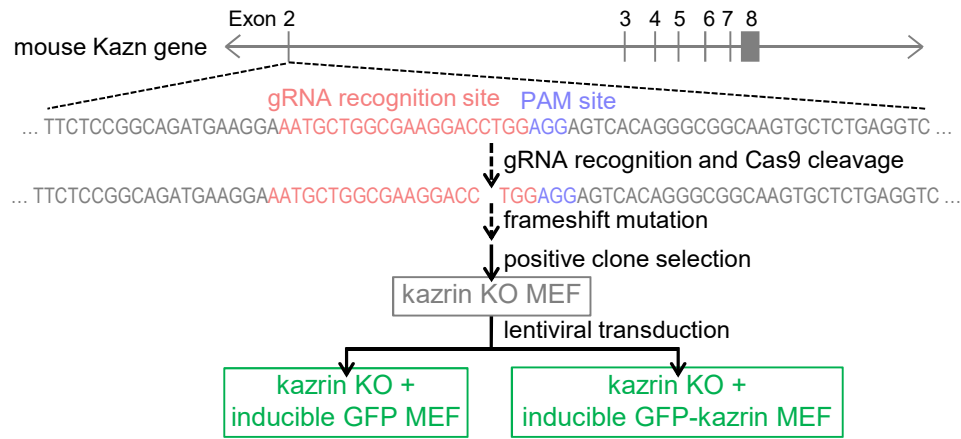 Exon 2 3 4 5 6 7 8
mouse Kazn gene
gRNA recognition site PAM site
... TTCTCCGGCAGATGAAGGAAATGCTGGCGAAGGACCTGGAGGAGTCACAGGGCGGCAAGTGCTCTGAGGTC ...
gRNA recognition and Cas9 cleavage
... TTCTCCGGCAGATGAAGGAAATGCTGGCGAAGGACC TGGAGGAGTCACAGGGCGGCAAGTGCTCTGAGGTC ...
frameshift mutation
positive clone selection
kazrin KO MEF
lentiviral transduction
kazrin KO +
inducible GFP MEF
kazrin KO +
inducible GFP-kazrin MEF